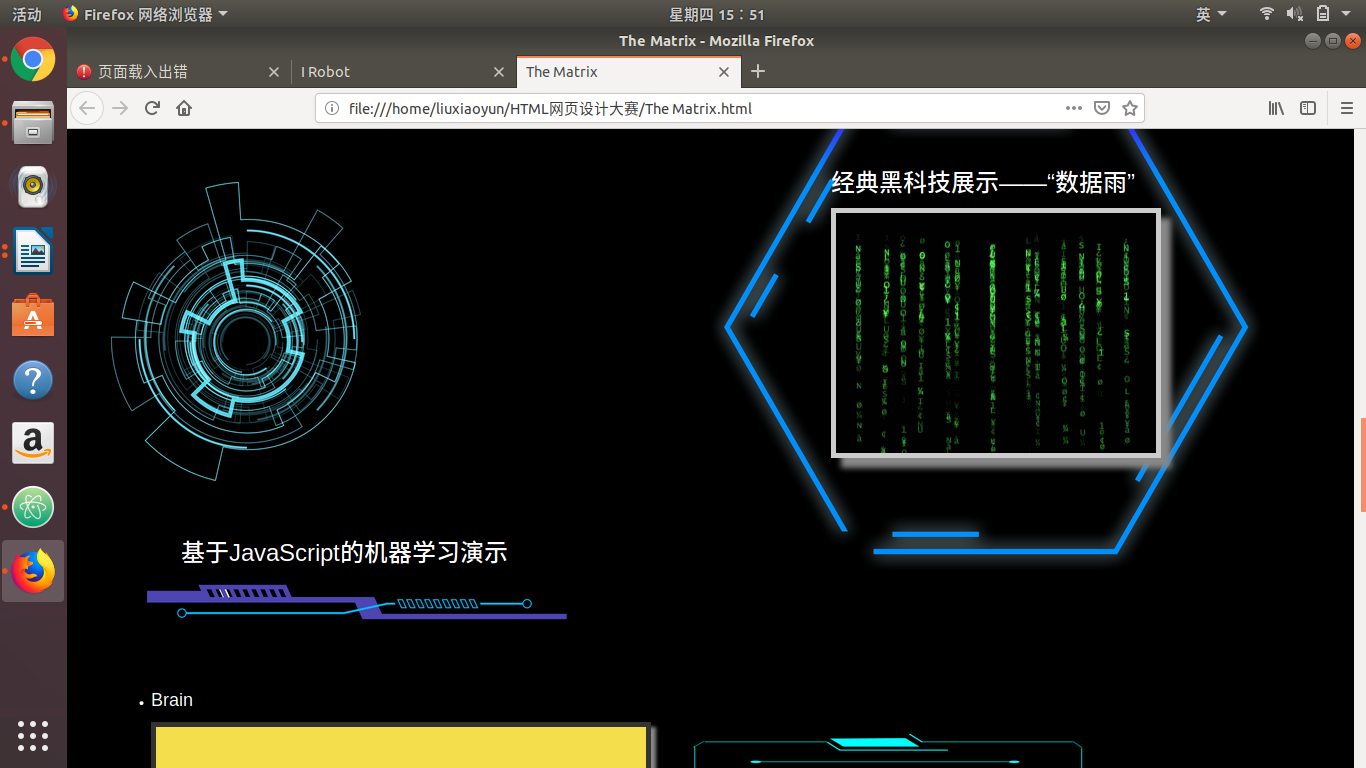 活动 Firefox 网络浏览器 星期四 15：51 英
The Matrix - Mozilla Firefox
页面载入出错 I Robot The Matrix
file:///home/liuxiaoyun/HTML网页设计大赛/The Matrix.html
经典黑科技展示——“数据雨”
基于JavaScript的机器学习演示
• Brain